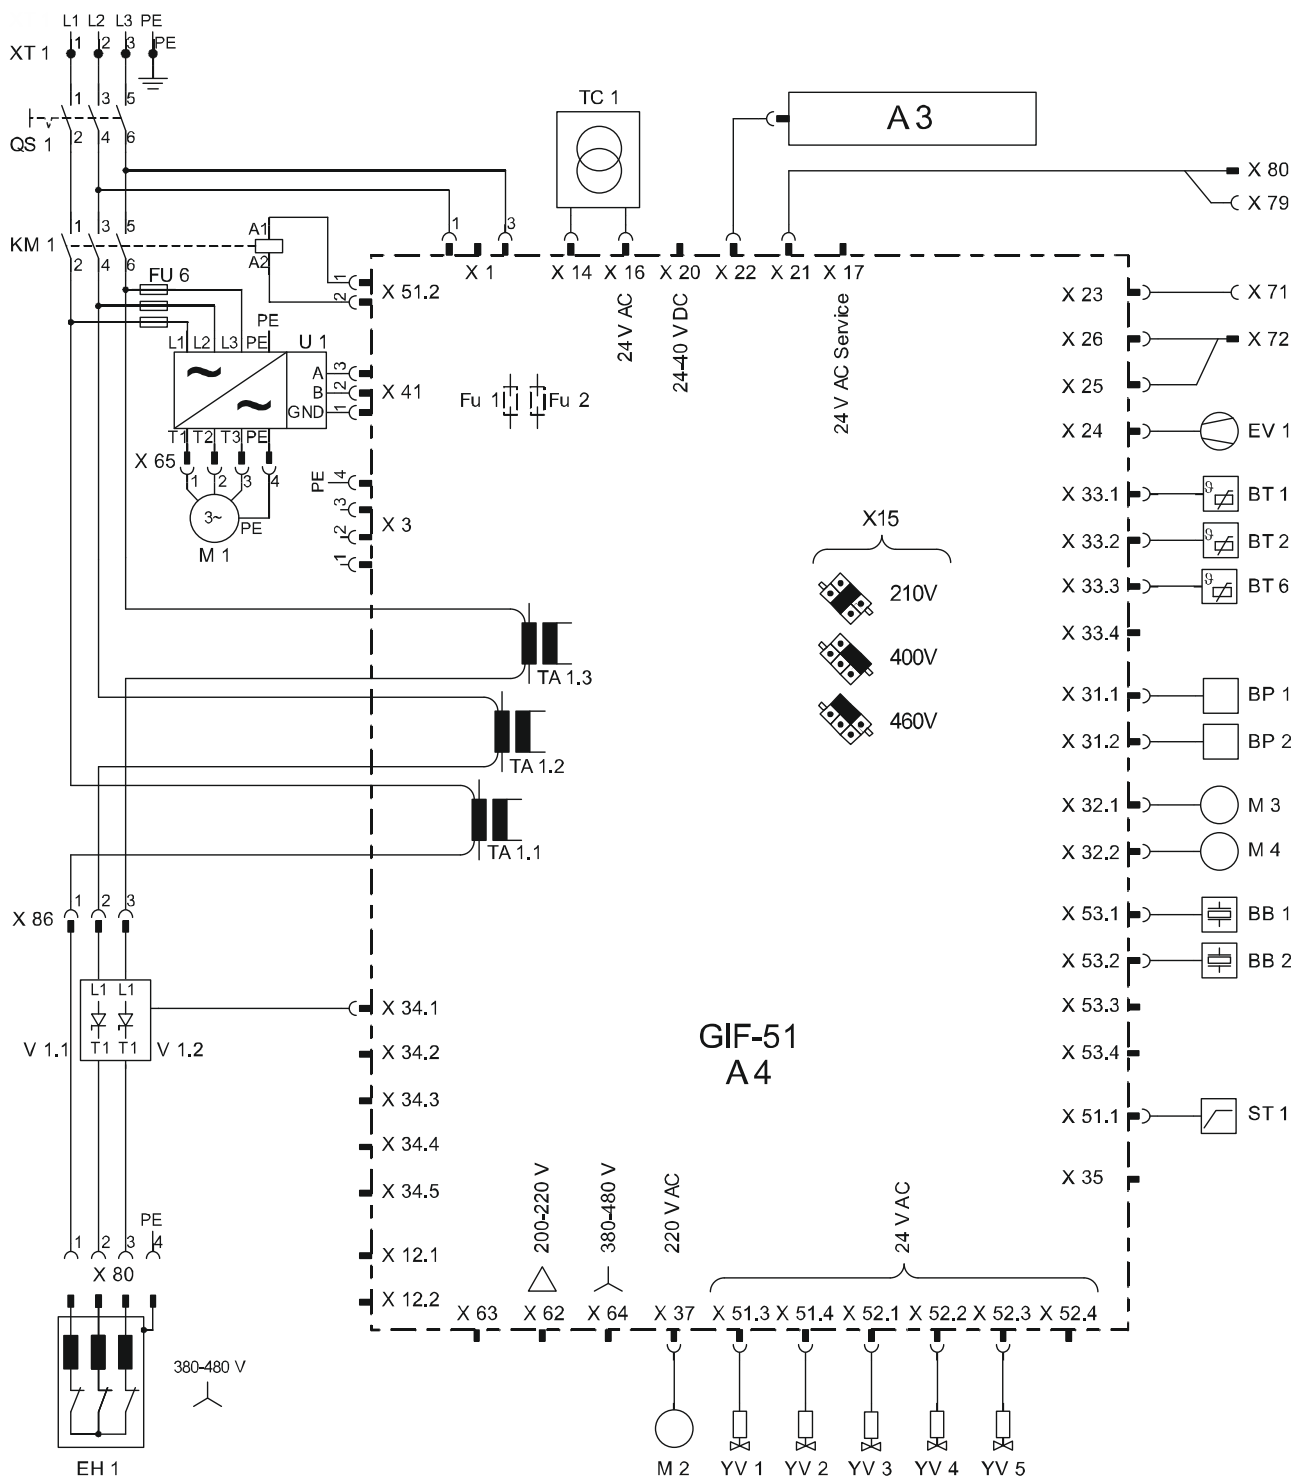 L1 L2 L3 PE
XT 1 1 2 3 PE
1 3 5
QS 1 2 4 6
TC 1
A 3
X 80
X 79
1 3
KM 1 1 3 5 A1
2 4 6 A2
FU 6
1 2 X 51.2
X 1 X 14 X 16 X 20 X 22 X 21 X 17
24 V AC
24-40 V DC
24 V AC Service
X 23 X 71
X 26 X 72
X 25
X 24 EV 1
PE
L1 L2 L3 PE U 1
A 3
B 2 X 41
GND 1
T1 T2 T3 PE
Fu 1 Fu 2
X 65 1 2 3 4
3~ PE
M 1
PE 4
3
2 X 3
1
X 33.1 BT 1
X 33.2 BT 2
X 33.3 BT 6
X 33.4
X15
210V
400V
460V
TA 1.3
TA 1.2
TA 1.1
X 31.1 BP 1
X 31.2 BP 2
X 32.1 M 3
X 32.2 M 4
X 53.1 BB 1
X 53.2 BB 2
X 53.3
X 53.4
X 51.1 ST 1
X 35
X 86 1 2 3
L1 L1
V 1.1 T1 T1 V 1.2
X 34.1
X 34.2
X 34.3
X 34.4
X 34.5
X 12.1
X 12.2
GIF-51
A 4
200-220 V
380-480 V
220 V AC
24 V AC
X 63 X 62 X 64 X 37 X 51.3 X 51.4 X 52.1 X 52.2 X 52.3 X 52.4
PE
1 2 3 4
X 80
380-480 V
EH 1
M 2 YV 1 YV 2 YV 3 YV 4 YV 5